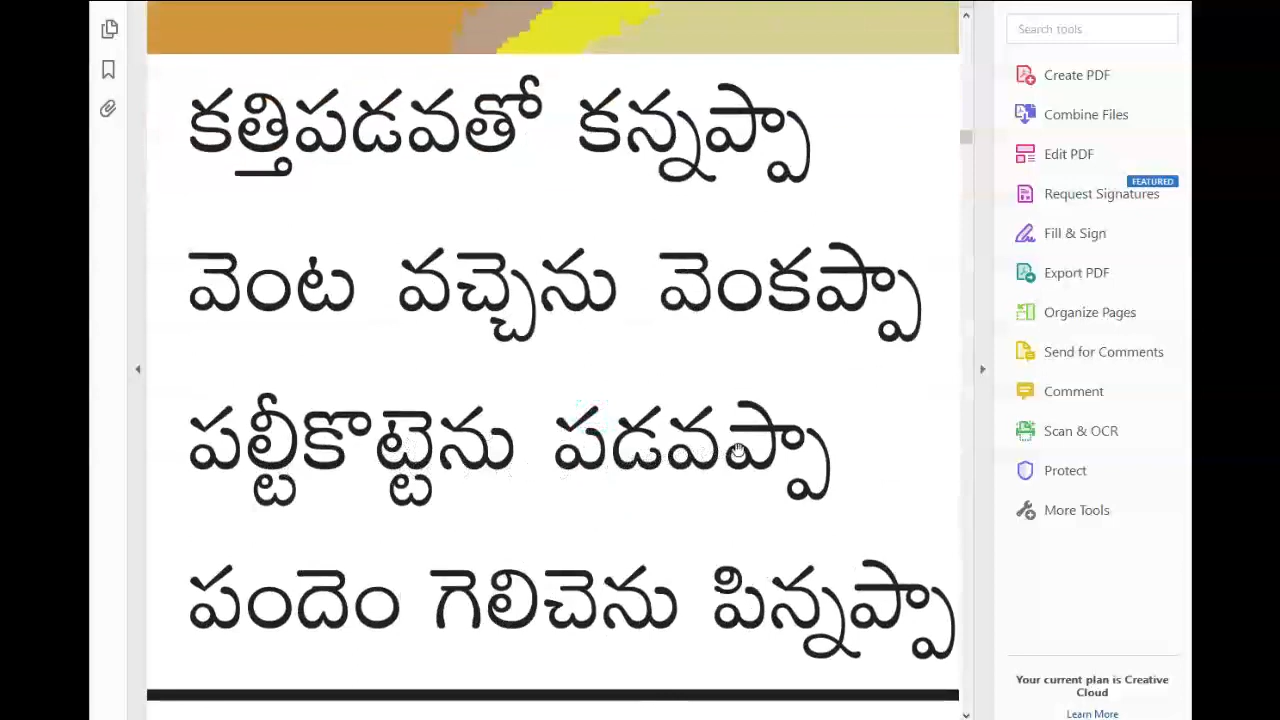 కత్తిపడవతో కన్నప్పా
వెంట వచ్చెను వెంకప్పా
పల్టీకొట్టెను పడవప్పా
పందెం గెలిచెను పిన్నప్పా
Search tools
Create PDF
Combine Files
Edit PDF
FEATURED
Request Signatures
Fill & Sign
Export PDF
Organize Pages
Send for Comments
Comment
Scan & OCR
Protect
More Tools
Your current plan is Creative
Cloud
Learn More